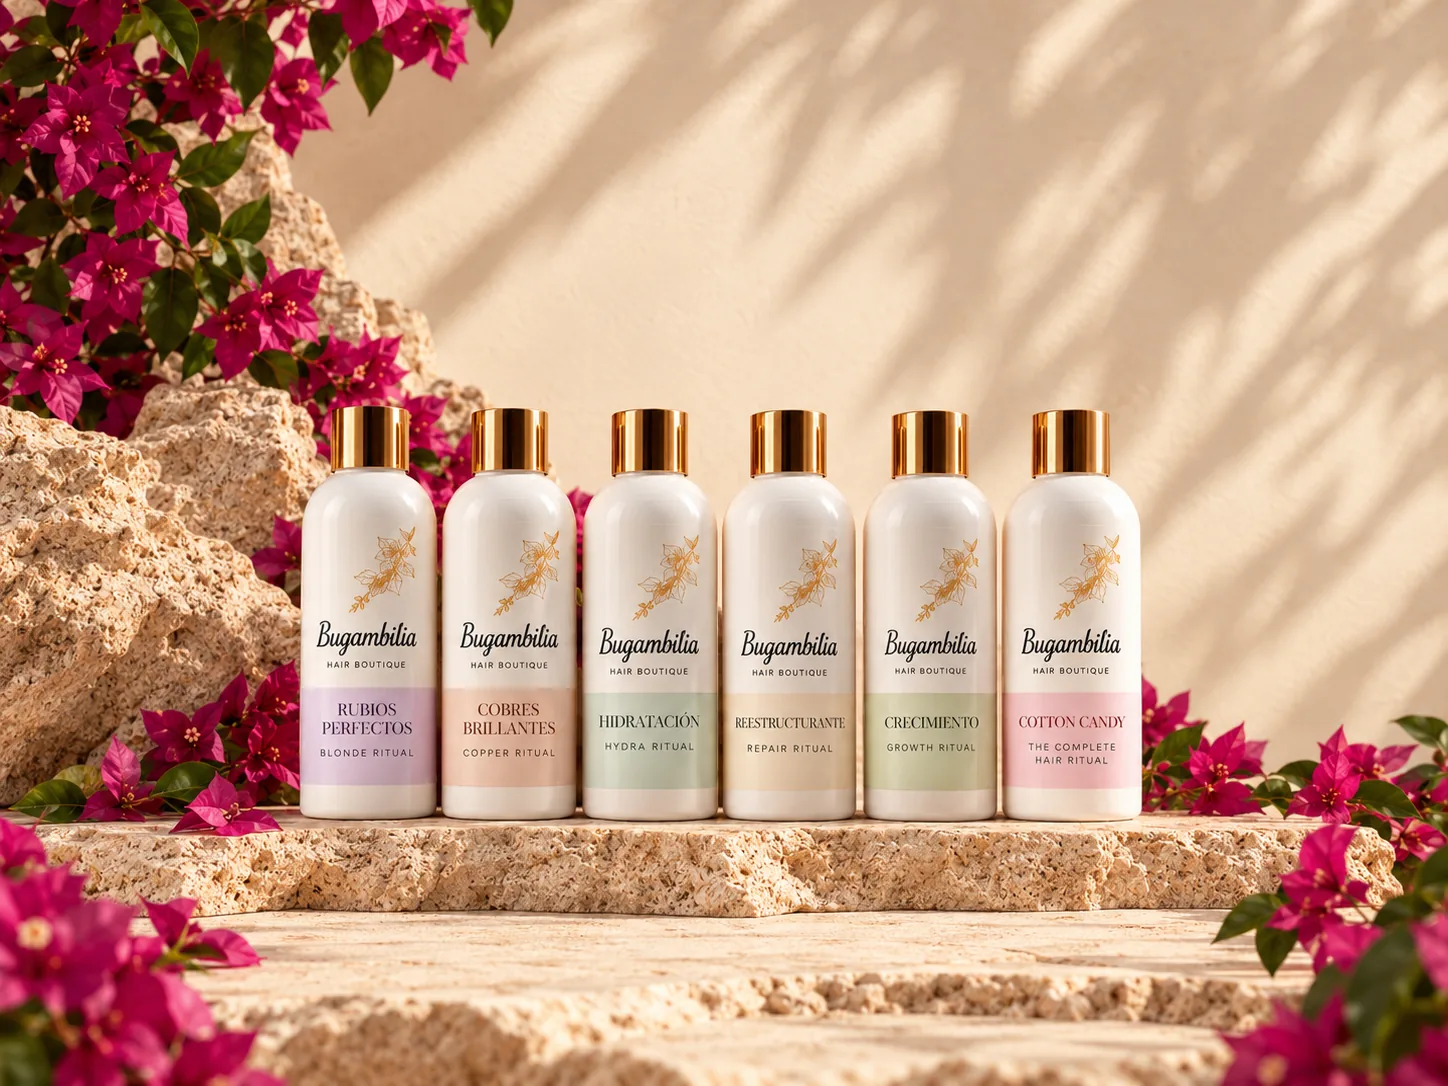 Bugambilia
HAIR BOUTIQUE
RUBIOS
PERFECTOS
BLONDE RITUAL
Bugambilia
HAIR BOUTIQUE
COBRES
BRILLANTES
COPPER RITUAL
Bugambilia
HAIR BOUTIQUE
HIDRATACIÓN
HYDRA RITUAL
Bugambilia
HAIR BOUTIQUE
REESTRUCTURANTE
REPAIR RITUAL
Bugambilia
HAIR BOUTIQUE
CRECIMIENTO
GROWTH RITUAL
Bugambilia
HAIR BOUTIQUE
COTTON CANDY
THE COMPLETE
HAIR RITUAL